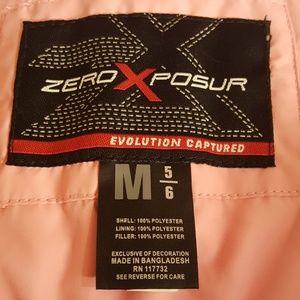 ZEROXPOSUR
EVOLUTION CAPTURED
M 5/6
SHELL: 100% POLYESTER
LINING: 100% POLYESTER
FILLER: 100% POLYESTER
EXCLUSIVE OF DECORATION
MADE IN BANGLADESH
RN 117732
SEE REVERSE FOR CARE